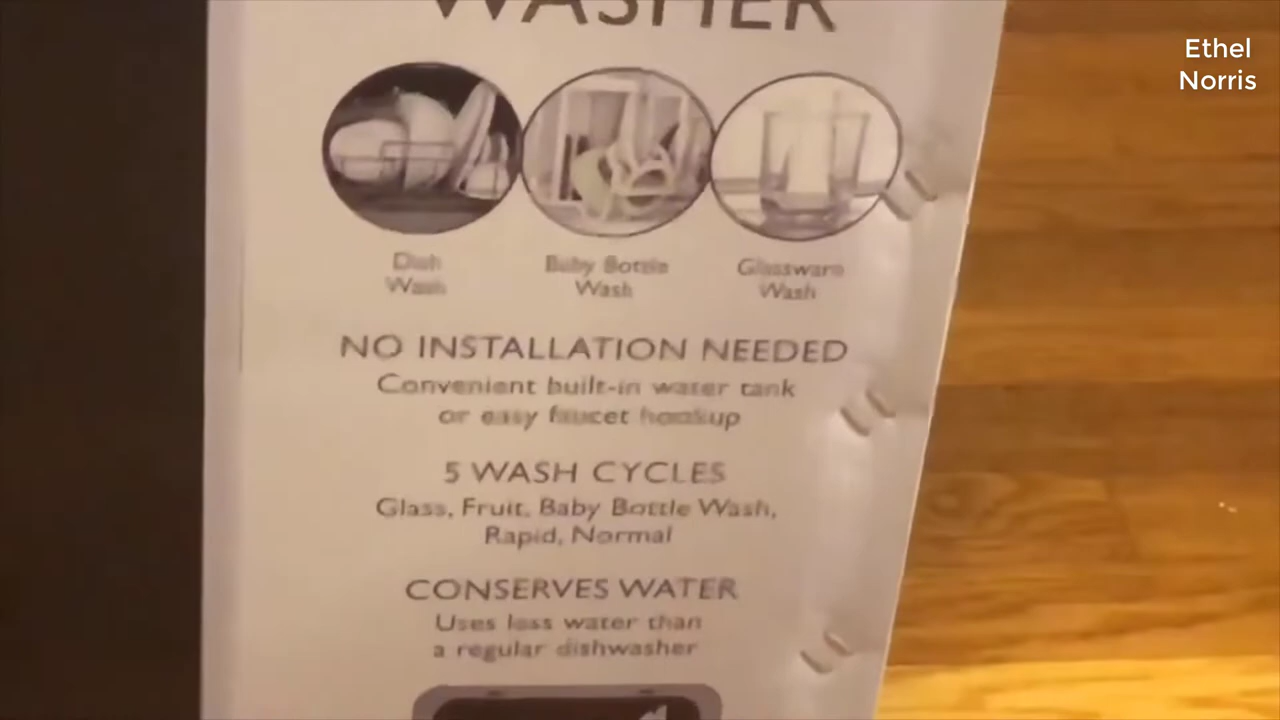 WASHER
Ethel
Norris
Dish
Wash
Baby Bottle
Wash
Glassware
Wash
NO INSTALLATION NEEDED
Convenient built-in water tank
or easy faucet hookup
5 WASH CYCLES
Glass, Fruit, Baby Bottle Wash,
Rapid, Normal
CONSERVES WATER
Uses less water than
a regular dishwasher